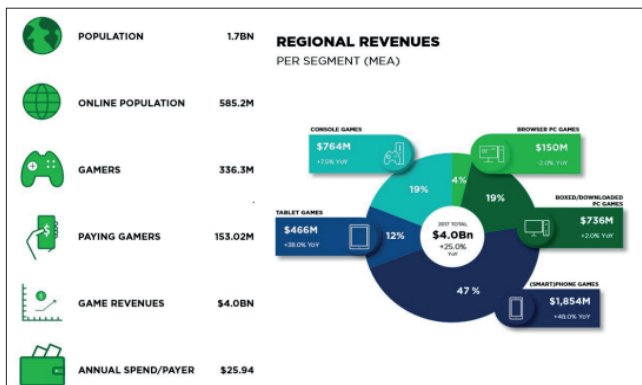 POPULATION 1.7BN
ONLINE POPULATION 585.2M
GAMERS 336.3M
PAYING GAMERS 153.02M
GAME REVENUES $4.0BN
ANNUAL SPEND/PAYER $25.94
REGIONAL REVENUES
PER SEGMENT (MEA)
CONSOLE GAMES
$764M
+7.5% YoY
19%
BROWSER PC GAMES
$150M
-2.0% YoY
4%
BOXED/DOWNLOADED
PC GAMES
$736M
+2.0% YoY
19%
TABLET GAMES
$466M
+38.0% YoY
12%
2017 TOTAL
$4.0Bn
+25.0%
YoY
47 %
(SMART)PHONE GAMES
$1,854M
+48.0% YoY